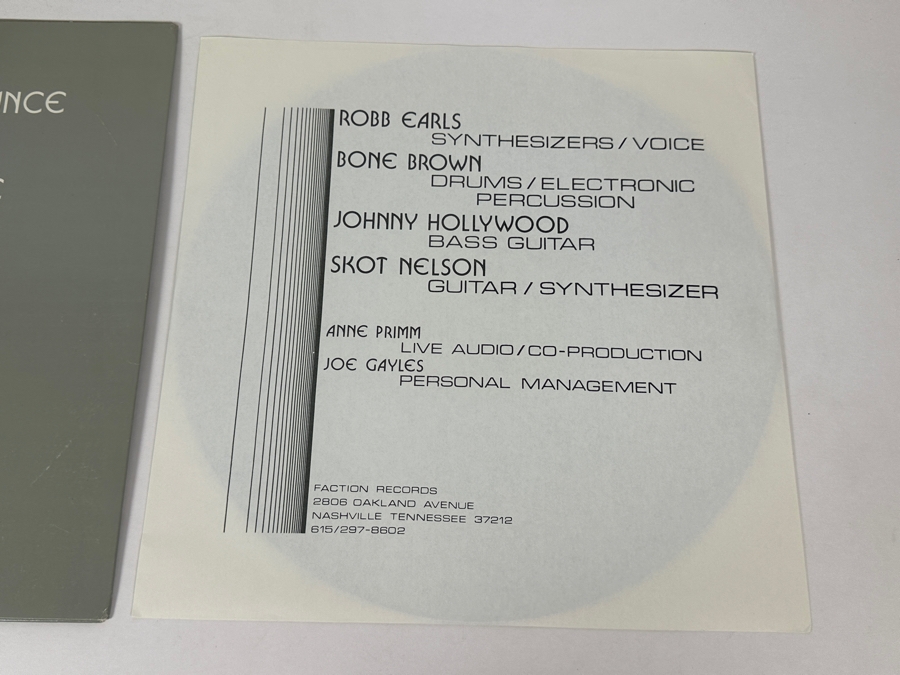 ROBB EARLS
SYNTHESIZERS / VOICE
BONE BROWN
DRUMS / ELECTRONIC
PERCUSSION
JOHNNY HOLLYWOOD
BASS GUITAR
SKOT NELSON
GUITAR / SYNTHESIZER
ANNE PRIMM
LIVE AUDIO / CO-PRODUCTION
JOE GAYLES
PERSONAL MANAGEMENT
FACTION RECORDS
2806 OAKLAND AVENUE
NASHVILLE TENNESSEE 37212
615/297-8602